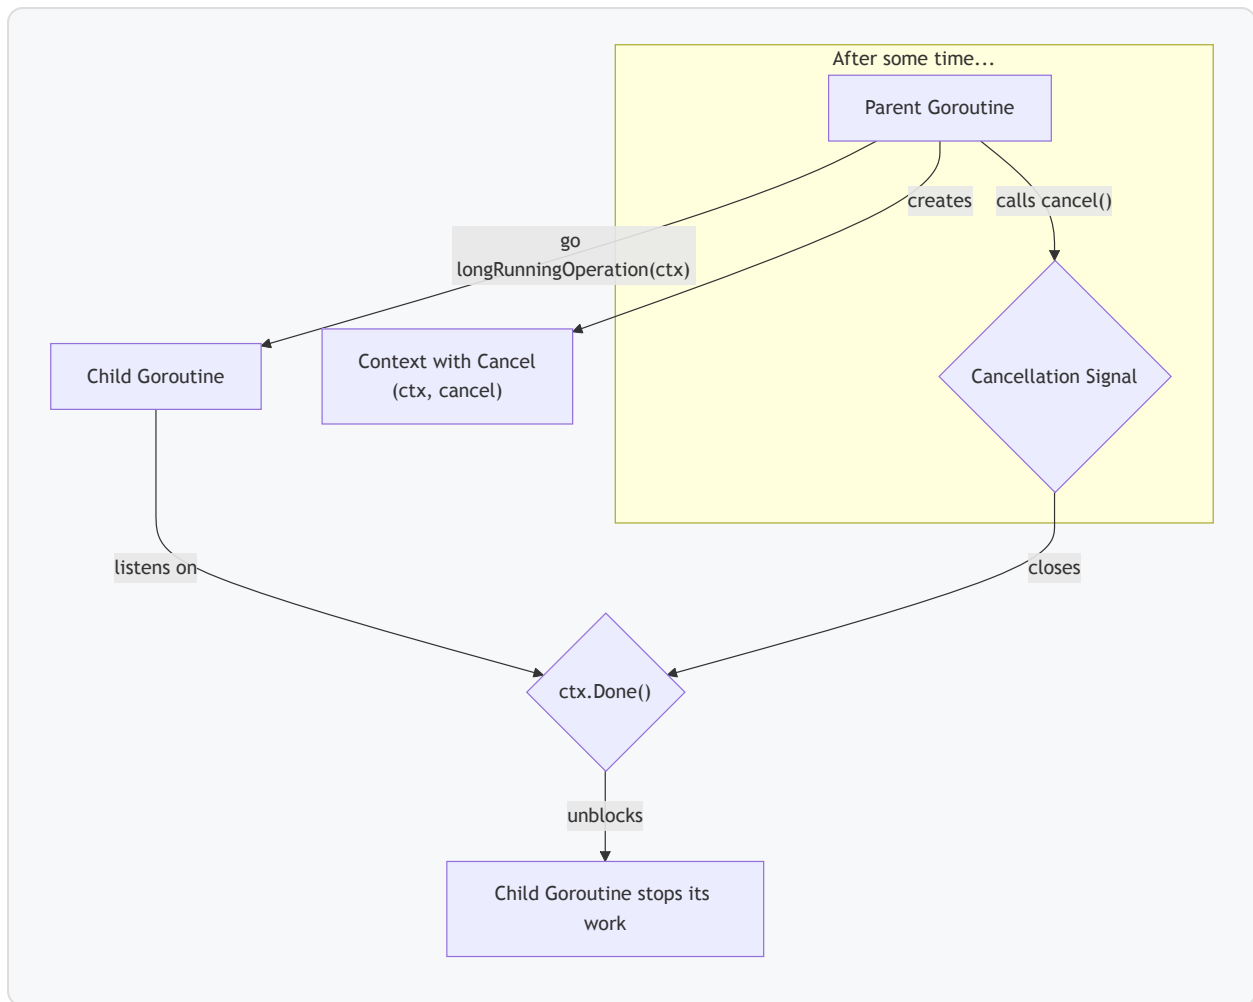 After some time...
Parent Goroutine
creates
calls cancel()
go
longRunningOperation(ctx)
Child Goroutine
Context with Cancel
(ctx, cancel)
Cancellation Signal
listens on
closes
ctx.Done()
unblocks
Child Goroutine stops its
work